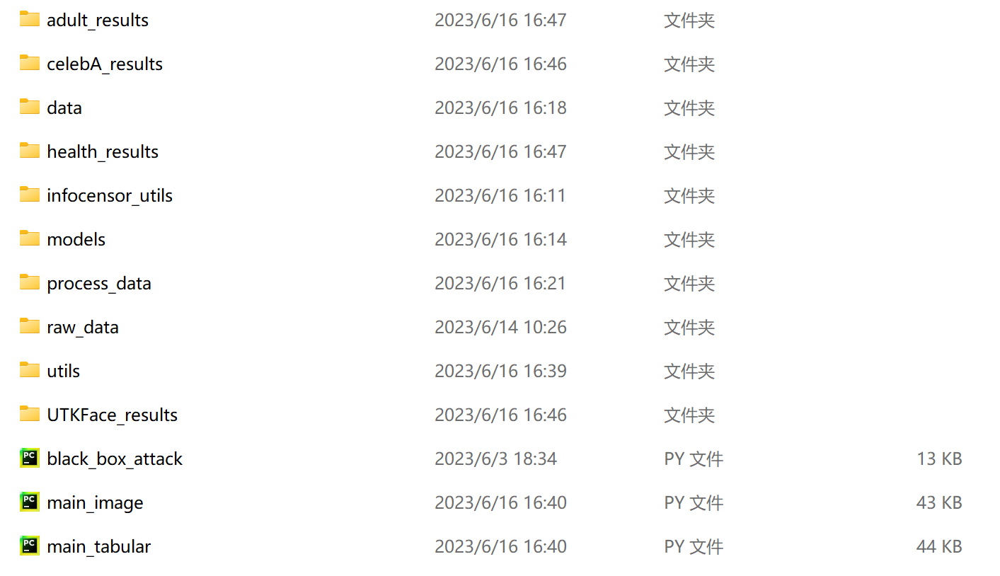 adult_results 2023/6/16 16:47 文件夹
celebA_results 2023/6/16 16:46 文件夹
data 2023/6/16 16:18 文件夹
health_results 2023/6/16 16:47 文件夹
infocensor_utils 2023/6/16 16:11 文件夹
models 2023/6/16 16:14 文件夹
process_data 2023/6/16 16:21 文件夹
raw_data 2023/6/14 10:26 文件夹
utils 2023/6/16 16:39 文件夹
UTKFace_results 2023/6/16 16:46 文件夹
PC black_box_attack 2023/6/3 18:34 PY 文件 13 KB
PC main_image 2023/6/16 16:40 PY 文件 43 KB
PC main_tabular 2023/6/16 16:40 PY 文件 44 KB